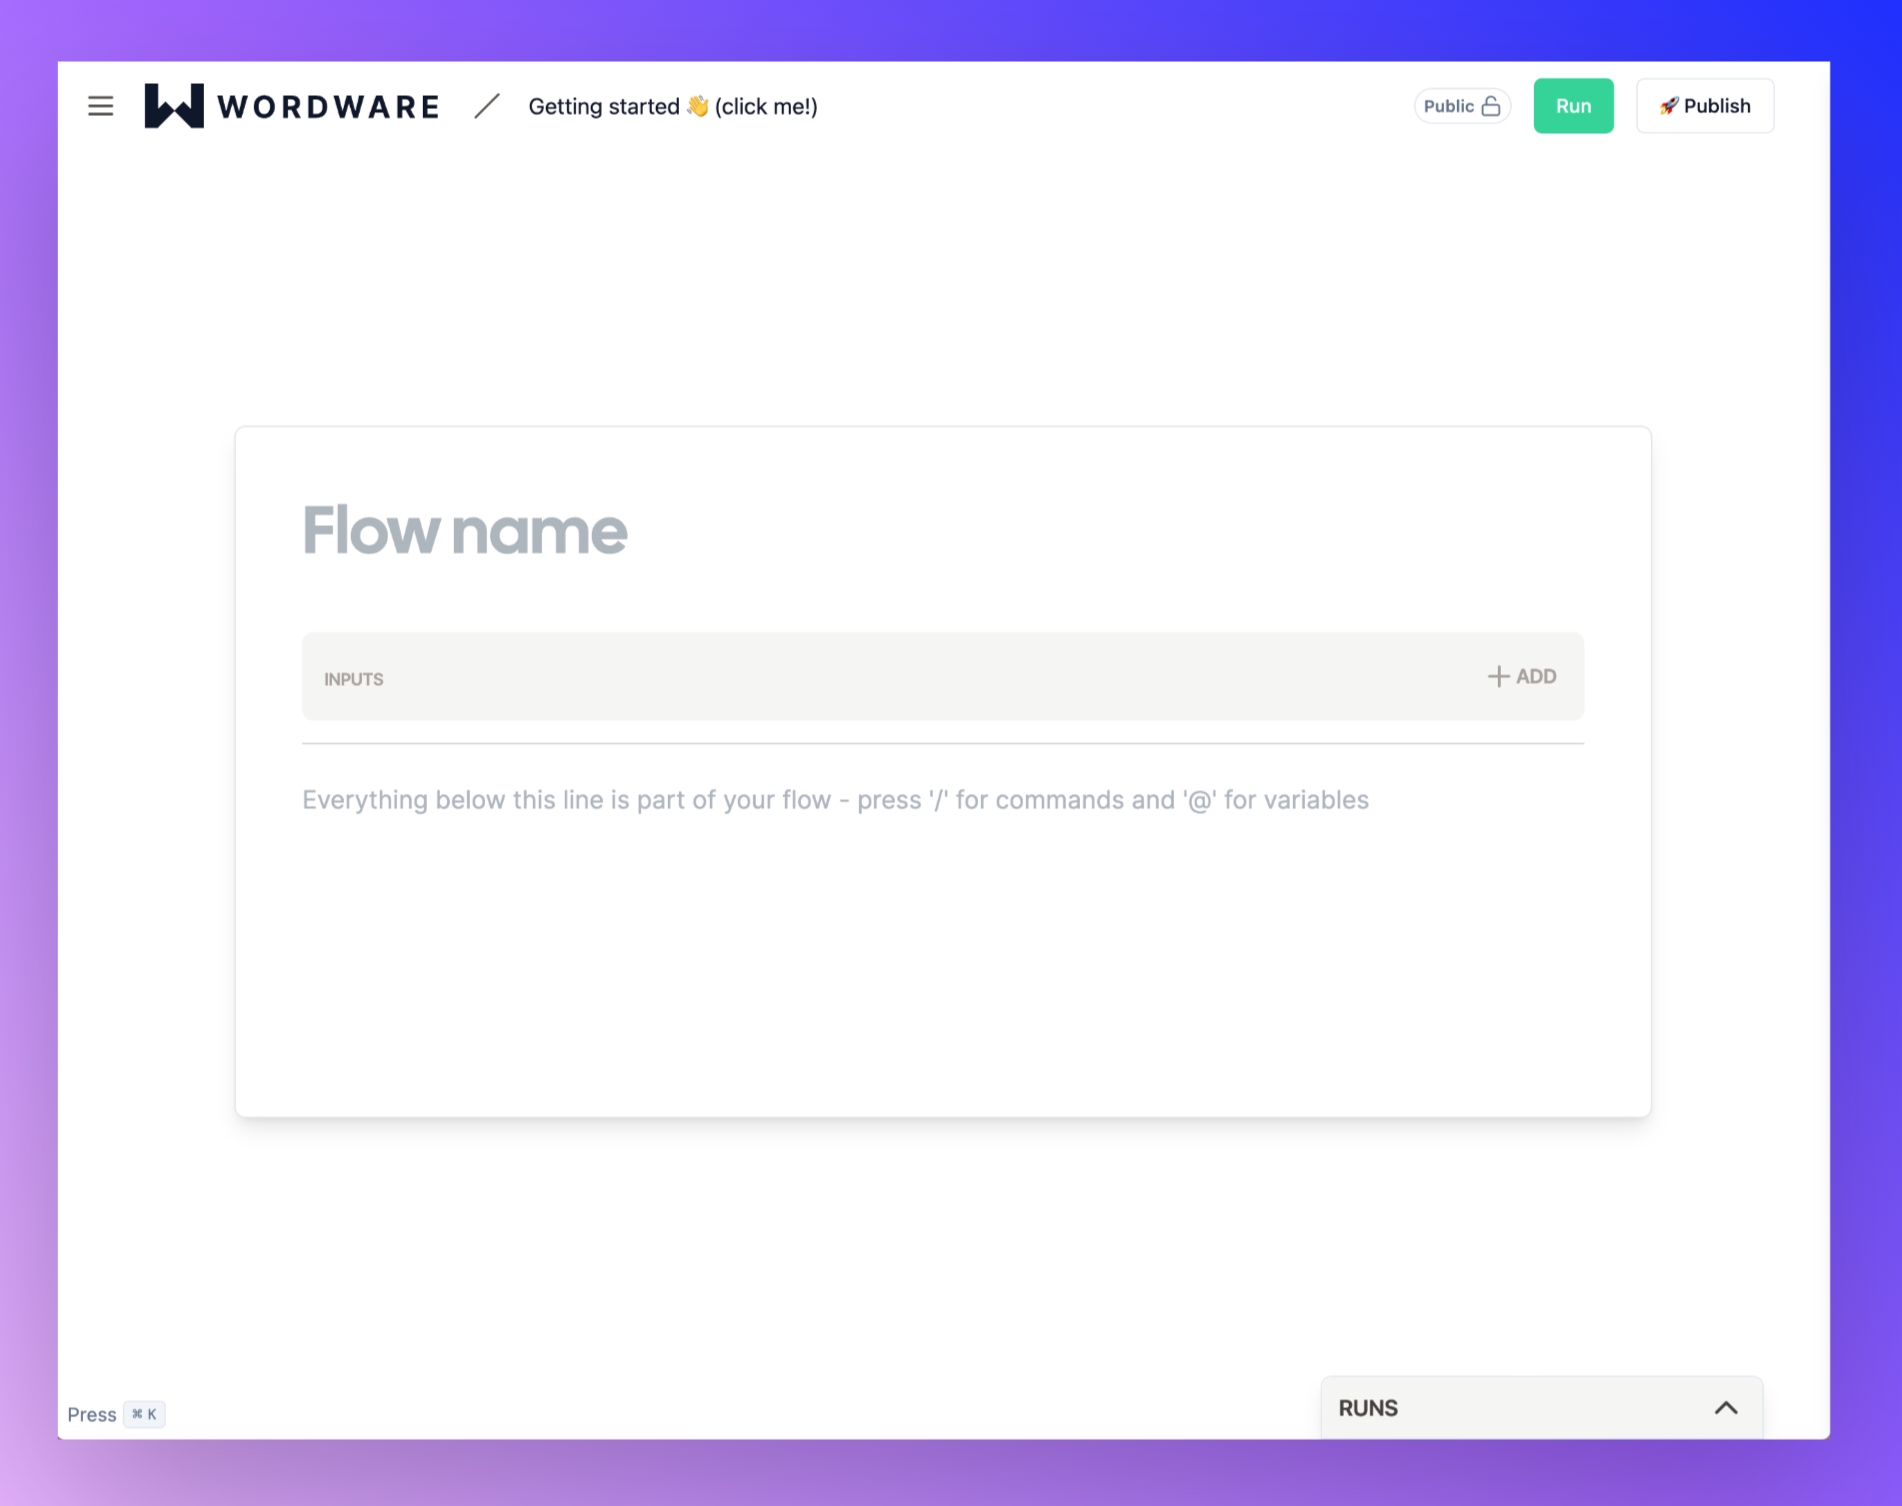 WORDWARE / Getting started 👋 (click me!) Public Run 🚀 Publish
Flow name
INPUTS + ADD
Everything below this line is part of your flow - press '/' for commands and '@' for variables
Press ⌘ K
RUNS